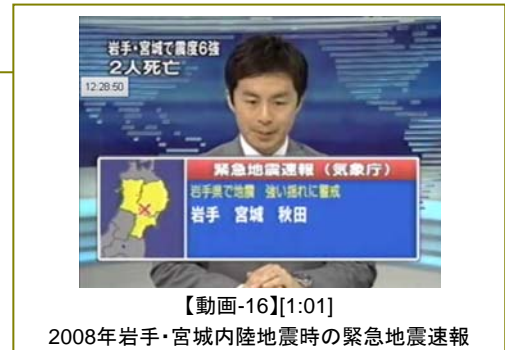 岩手・宮城で震度6強
2人死亡
12:28:50
緊急地震速報（気象庁）
岩手県で地震　強い揺れに警戒
岩手　宮城　秋田
【動画-16】[1:01]
2008年岩手・宮城内陸地震時の緊急地震速報